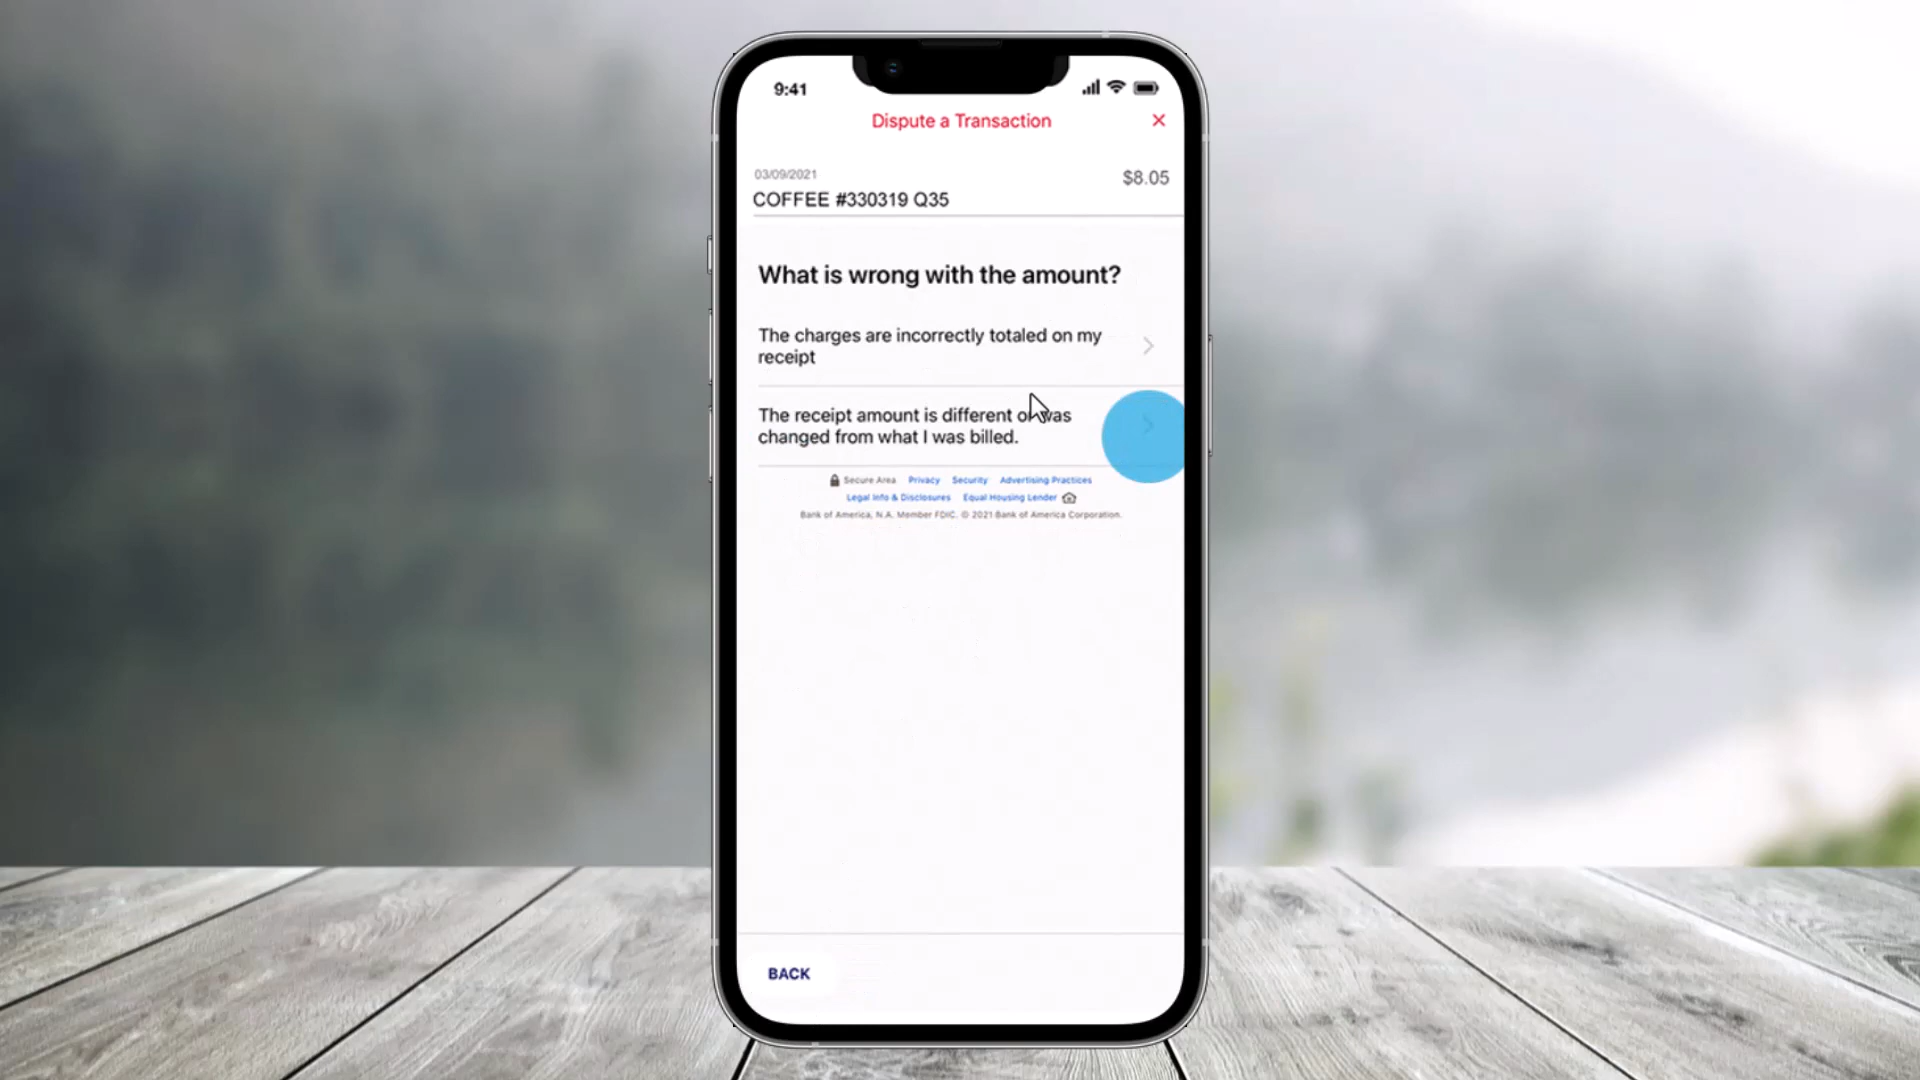 9:41
Dispute a Transaction
03/09/2021
$8.05
COFFEE #330319 Q35
What is wrong with the amount?
The charges are incorrectly totaled on my
receipt
The receipt amount is different or was
changed from what I was billed.
Secure Area Privacy Security Advertising Practices
Legal Info & Disclosures Equal Housing Lender
Bank of America, N.A. Member FDIC. © 2021 Bank of America Corporation.
BACK